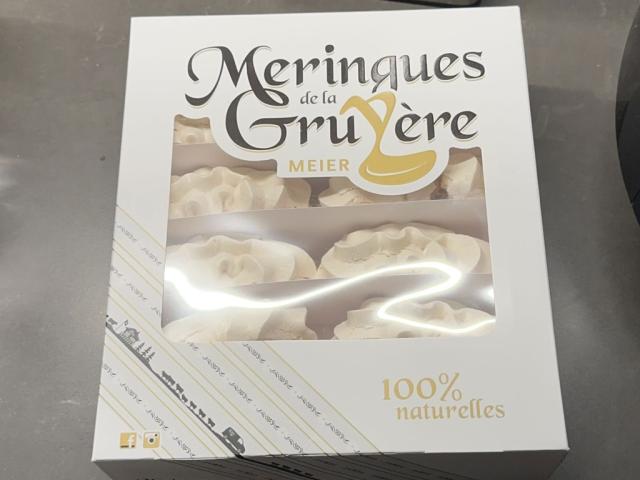 Meringues
de la
Gruyère
MEIER
100%
naturelles